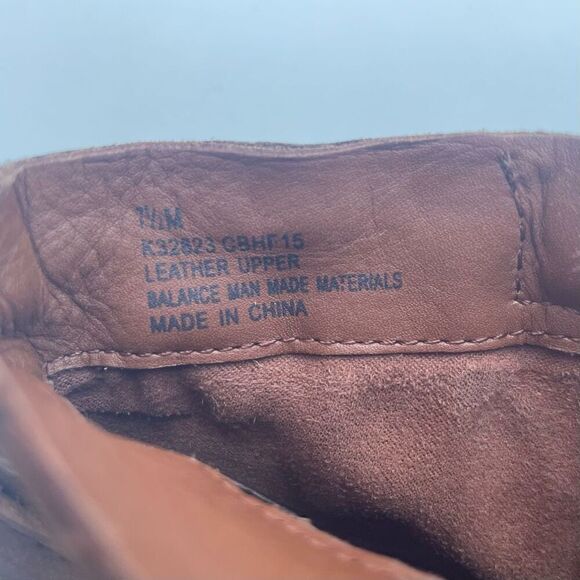 7½M
K32823 GBHF15
LEATHER UPPER
BALANCE MAN MADE MATERIALS
MADE IN CHINA